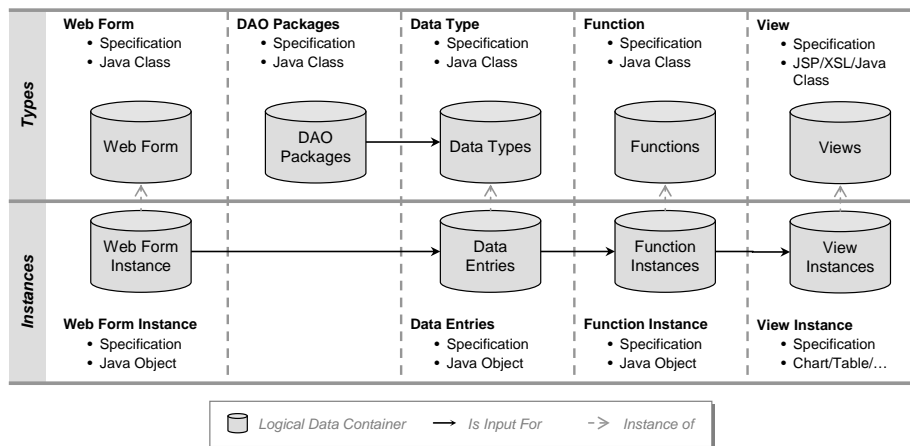 Types
Web Form
• Specification
• Java Class
DAO Packages
• Specification
• Java Class
Data Type
• Specification
• Java Class
Function
• Specification
• Java Class
View
• Specification
• JSP/XSL/Java
Class
Web Form
DAO
Packages
Data Types
Functions
Views
Instances
Web Form
Instance
Data
Entries
Function
Instances
View
Instances
Web Form Instance
• Specification
• Java Object
Data Entries
• Specification
• Java Object
Function Instance
• Specification
• Java Object
View Instance
• Specification
• Chart/Table/...
Logical Data Container
Is Input For
Instance of